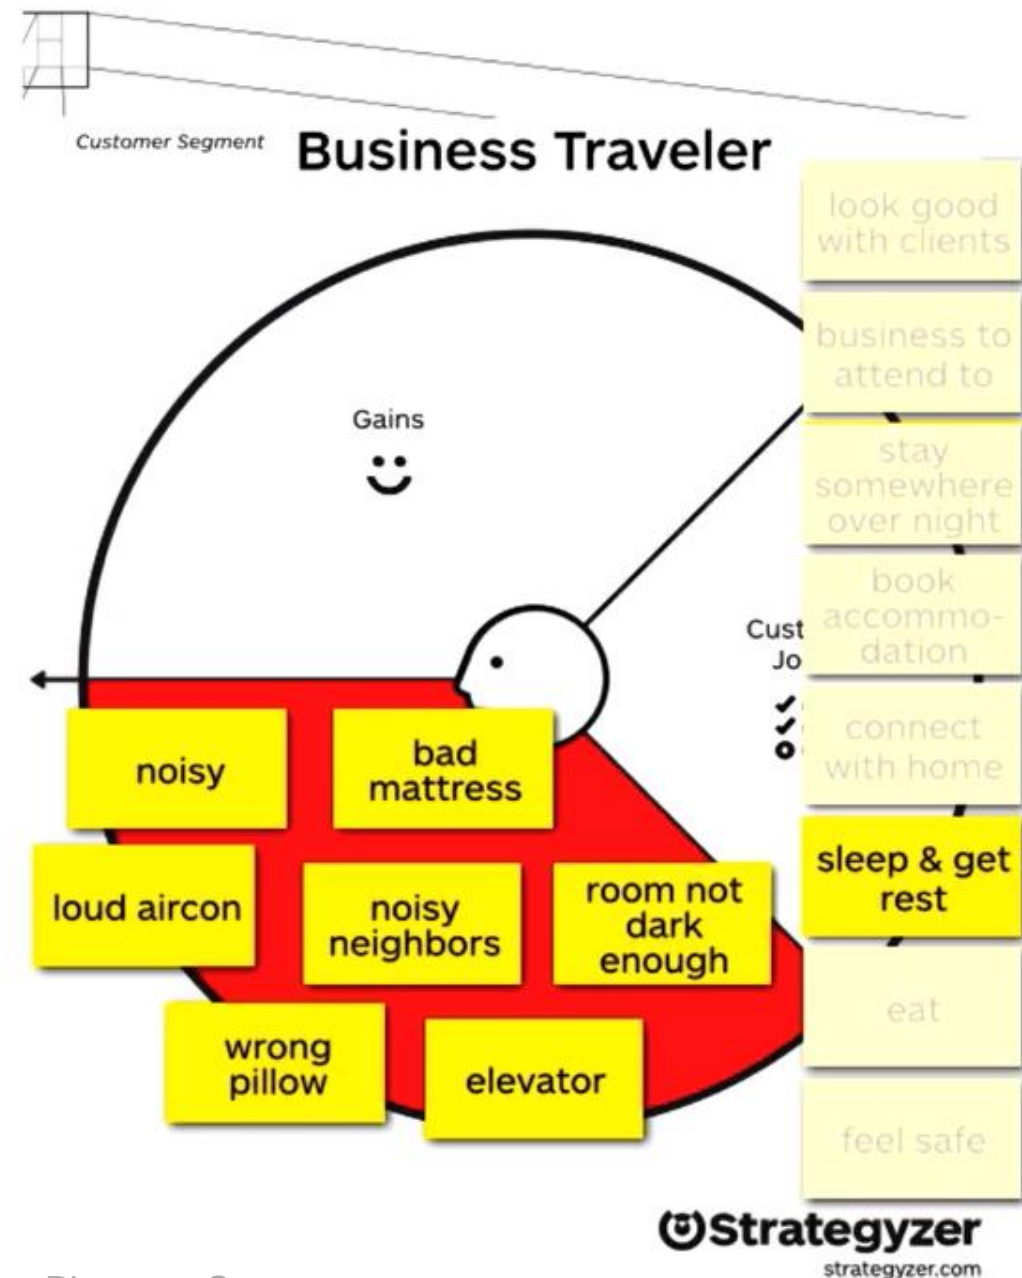 Customer Segment
Business Traveler
look good
with clients
business to
attend to
stay
somewhere
over night
book
accommo-
dation
connect
with home
sleep & get
rest
eat
feel safe
Gains
Cust
Jo
noisy
bad
mattress
loud aircon
noisy
neighbors
room not
dark
enough
wrong
pillow
elevator
Strategyzer
strategyzer.com